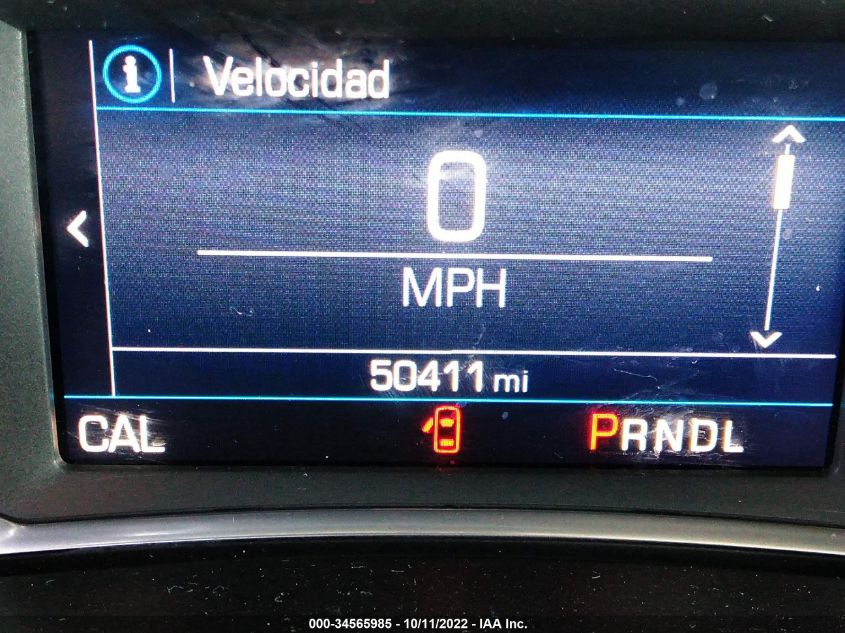 i Velocidad
0
MPH
50411 mi
CAL PRNDL
000-34565985 - 10/11/2022 - IAA Inc.